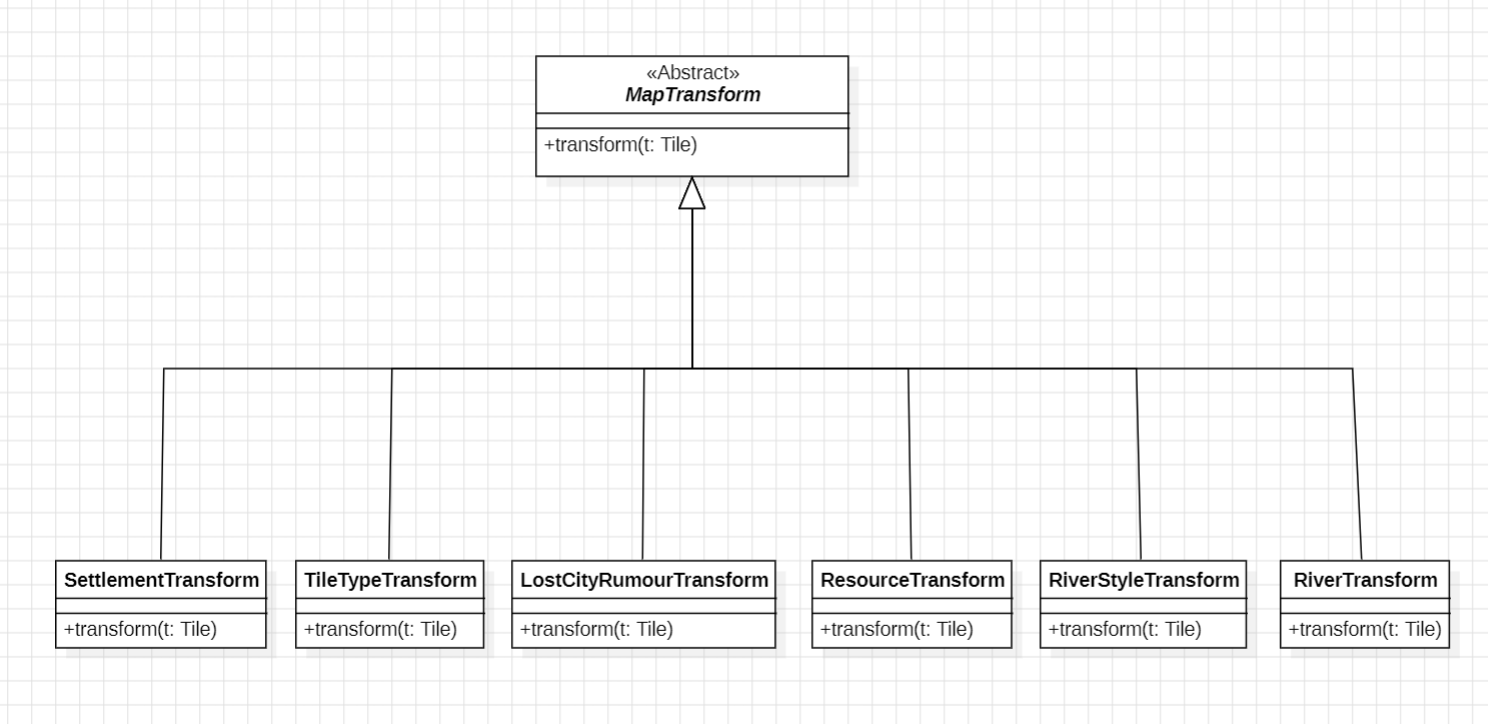 «Abstract»
MapTransform
+transform(t: Tile)
SettlementTransform
+transform(t: Tile)
TileTypeTransform
+transform(t: Tile)
LostCityRumourTransform
+transform(t: Tile)
ResourceTransform
+transform(t: Tile)
RiverStyleTransform
+transform(t: Tile)
RiverTransform
+transform(t: Tile)